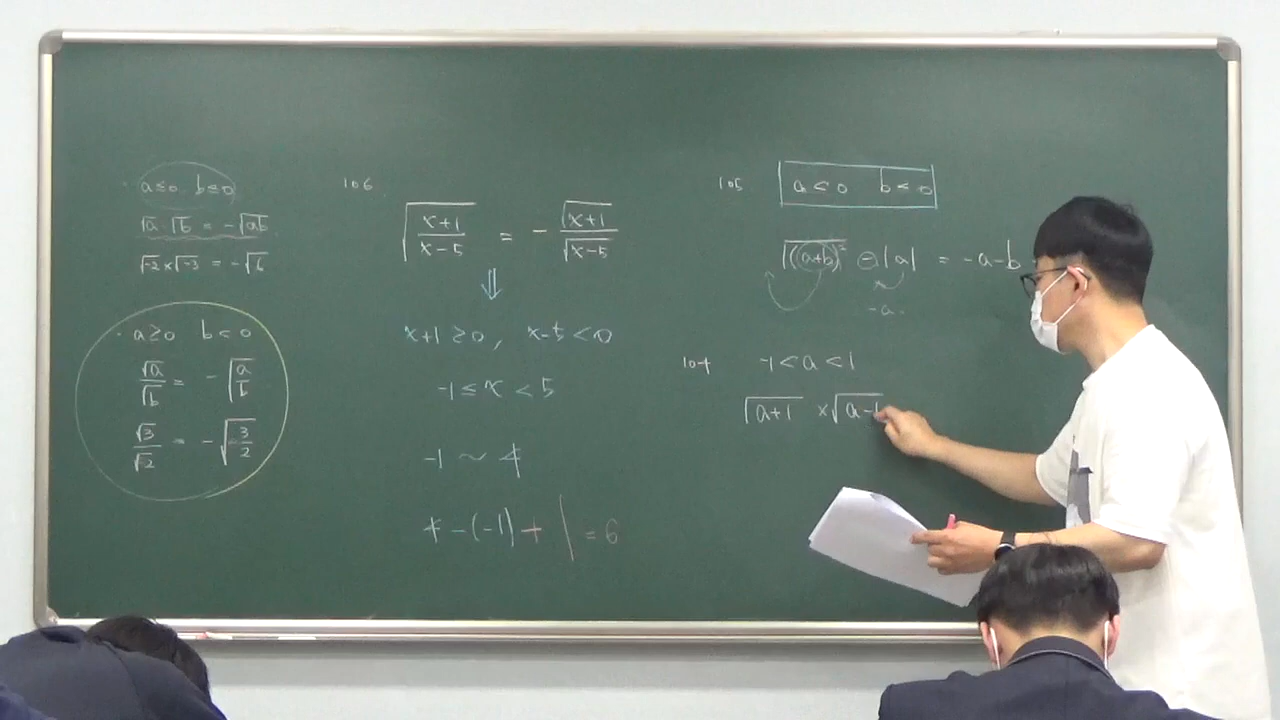 · a≤0 b≤0
√a √b = -√ab
√-2 × √-3 = -√6
· a≥0 b<0
√a/√b = -√(a/b)
√3/√-2 = -√(-3/2)
106
√((x+1)/(x-5)) = - √(x+1)/√(x-5)
⇓
x+1≥0, x-5<0
-1≤x<5
-1 ~ 4
4-(-1)+1=6
105
a<0 b<0
√(a+b)² -|a| = -a-b
-a
104
-1<a<1
√(a+1) × √(a-1)